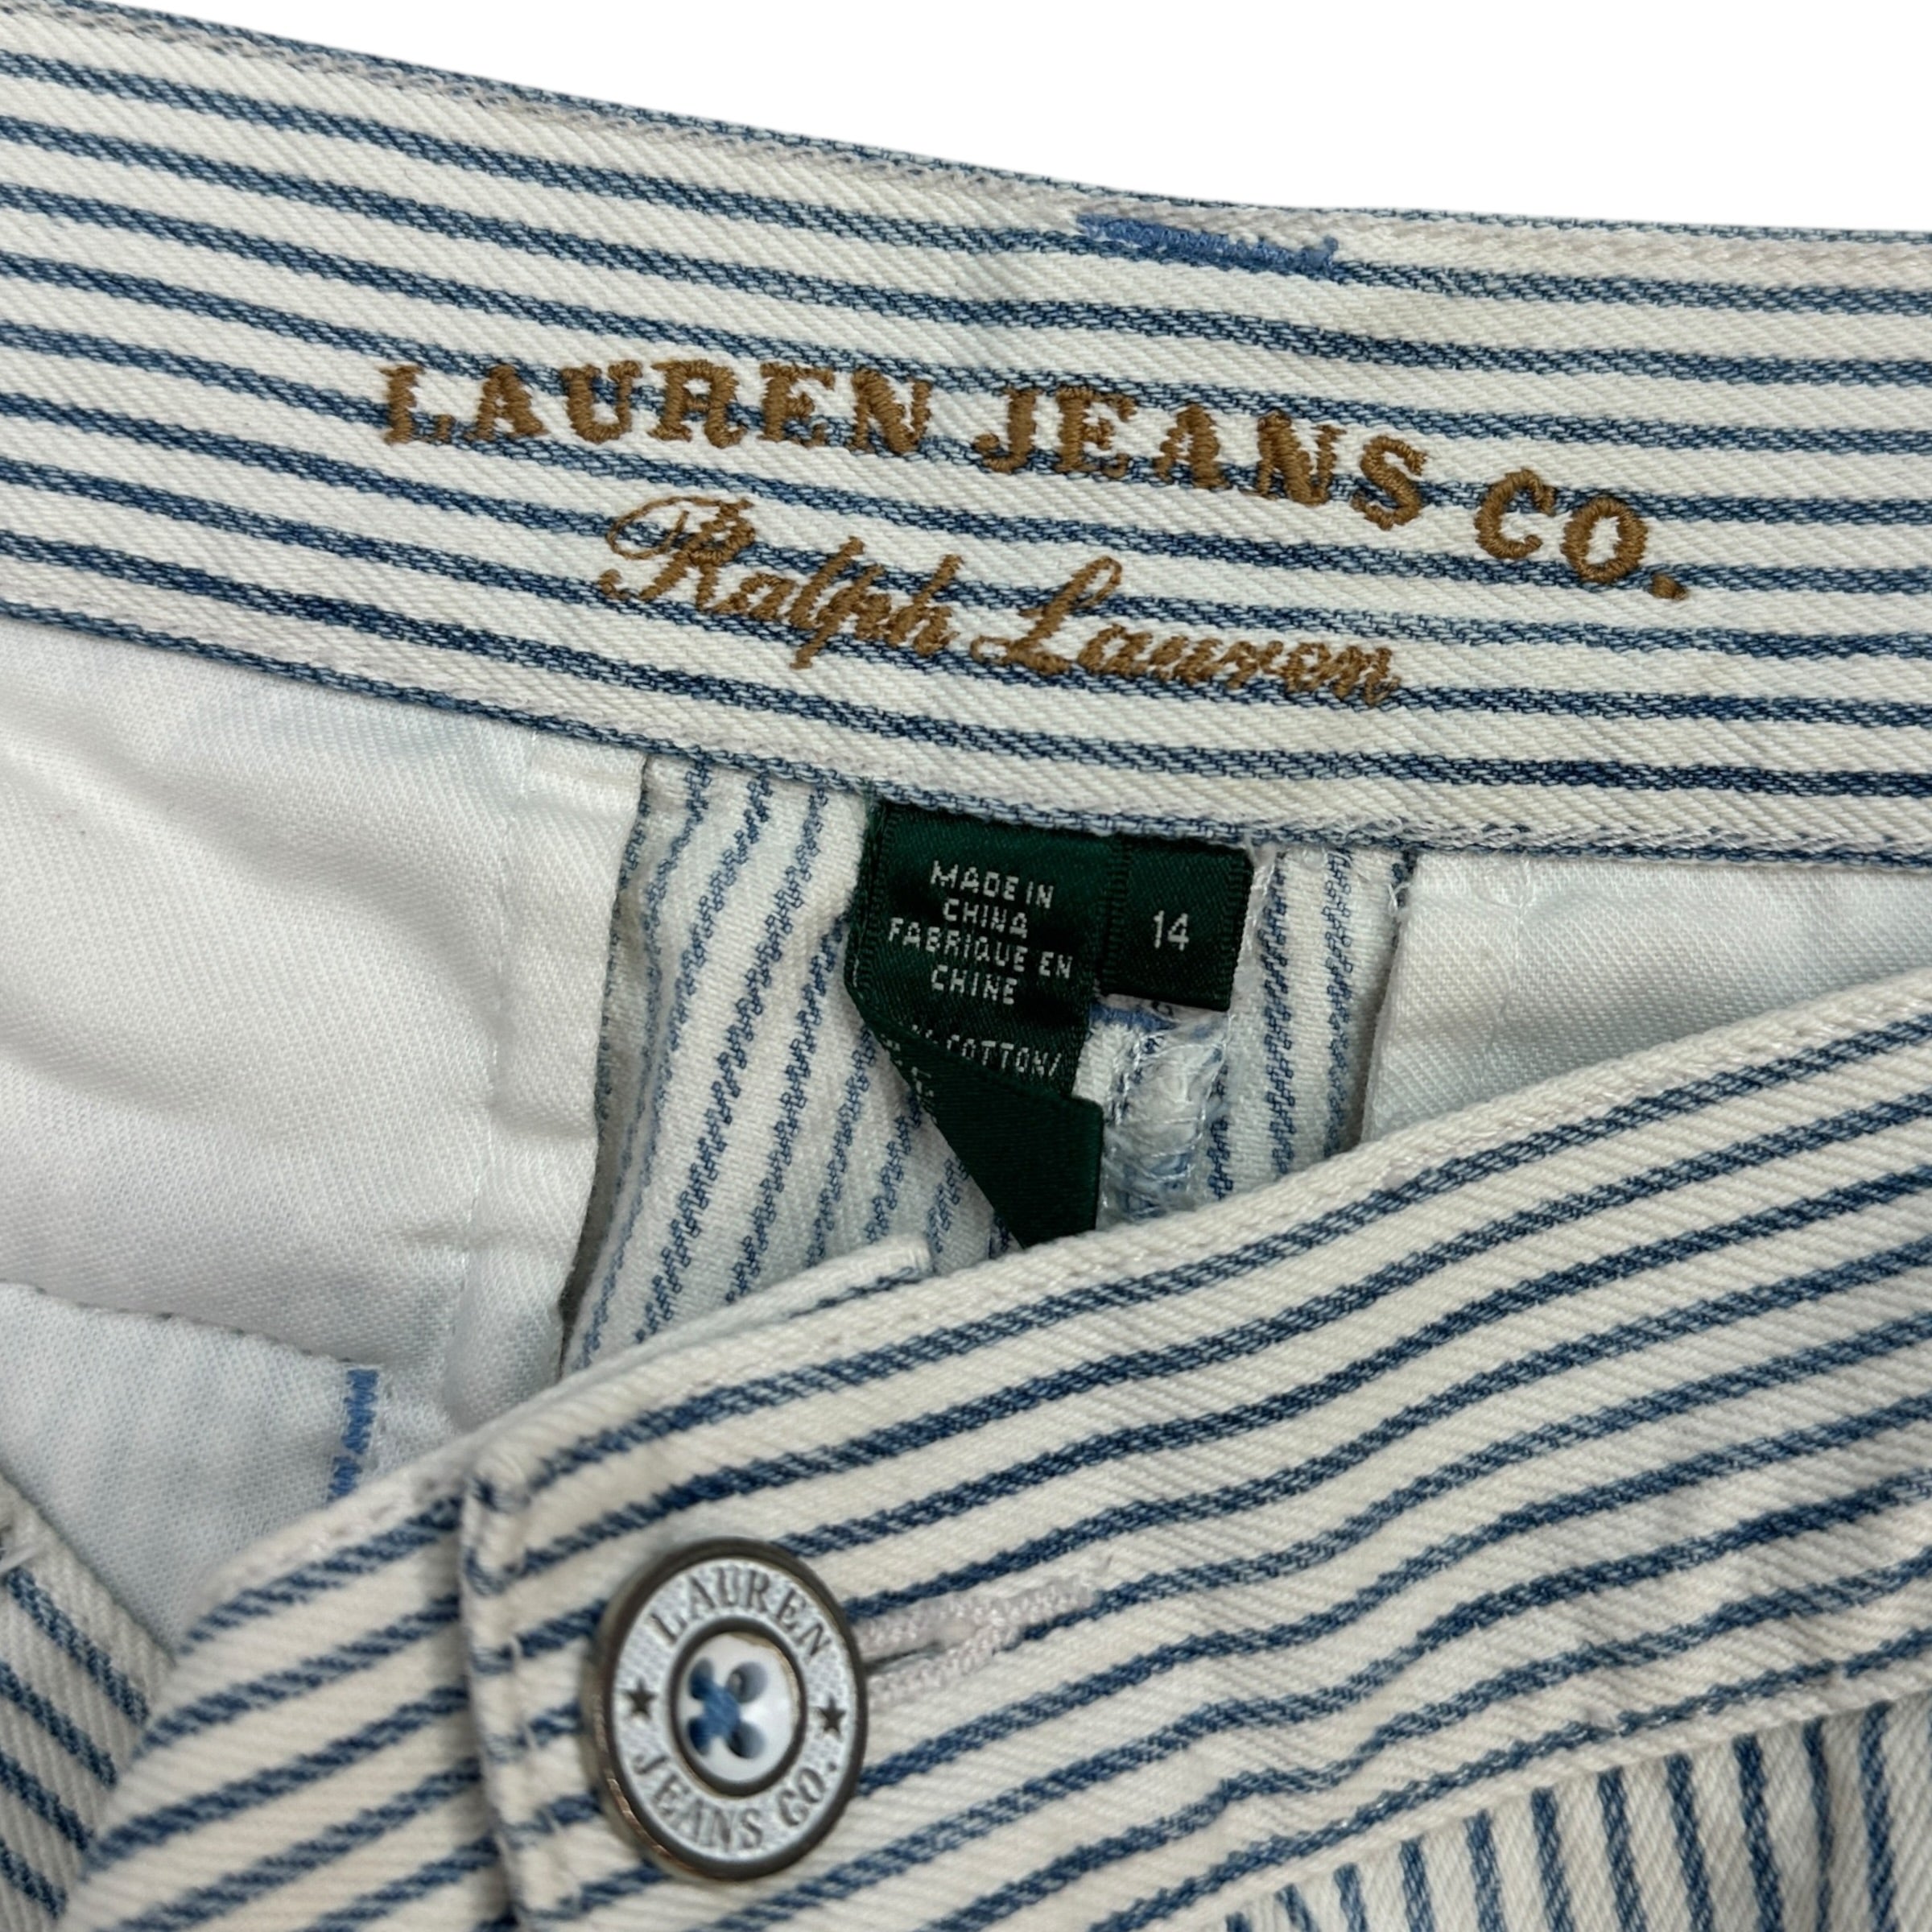 LAUREN JEANS CO.
Ralph Lauren
MADE IN
CHINA
FABRIQUE EN
CHINE
COTTON/
14
LAUREN
JEANS CO.